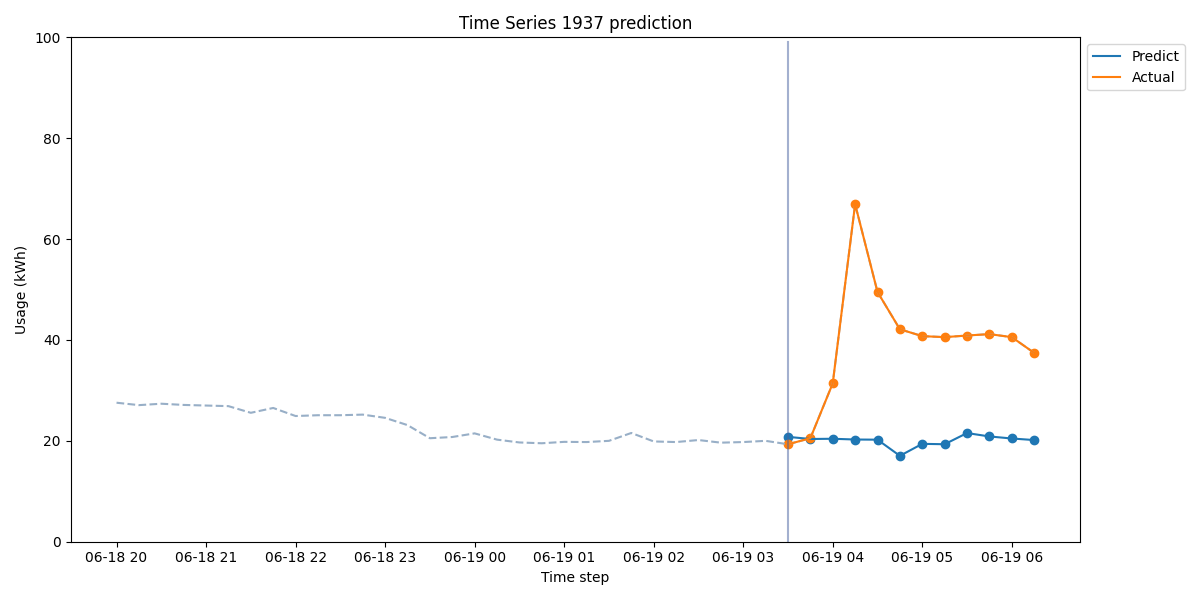 Time Series 1937 prediction
Predict
Actual
100
80
60
40
20
0
Usage (kWh)
06-18 20 06-18 21 06-18 22 06-18 23 06-19 00 06-19 01 06-19 02 06-19 03 06-19 04 06-19 05 06-19 06
Time step